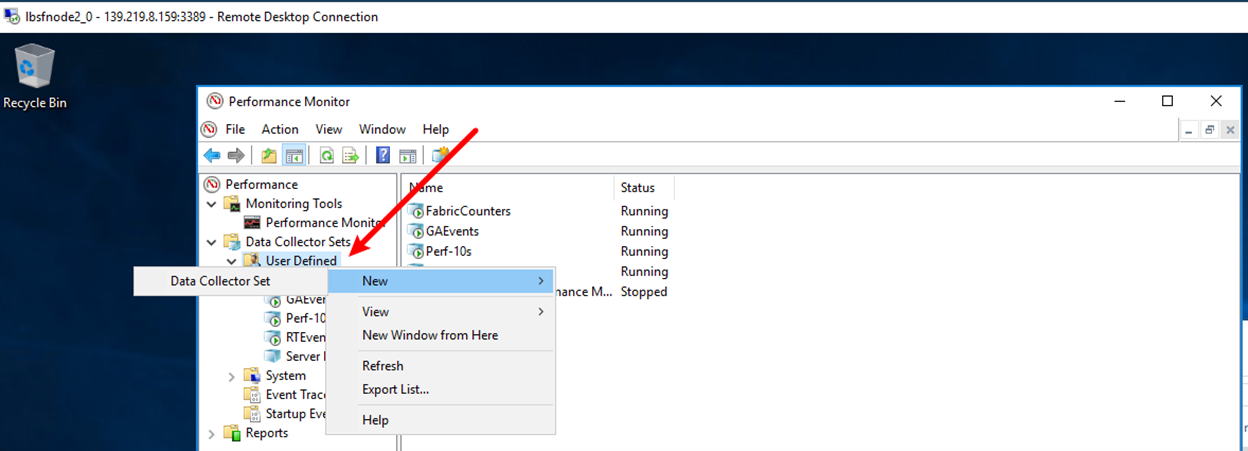 lbsfnode2_0 - 139.219.8.159:3389 - Remote Desktop Connection
Recycle Bin
Performance Monitor
File Action View Window Help
Performance
Monitoring Tools
Performance Monitor
Data Collector Sets
User Defined
GAEven
Perf-10
RTEven
Server
System
Event Trac
Startup Eve
Reports
Name Status
FabricCounters Running
GAEvents Running
Perf-10s Running
Running
nance M... Stopped
Data Collector Set
New
View
New Window from Here
Refresh
Export List...
Help